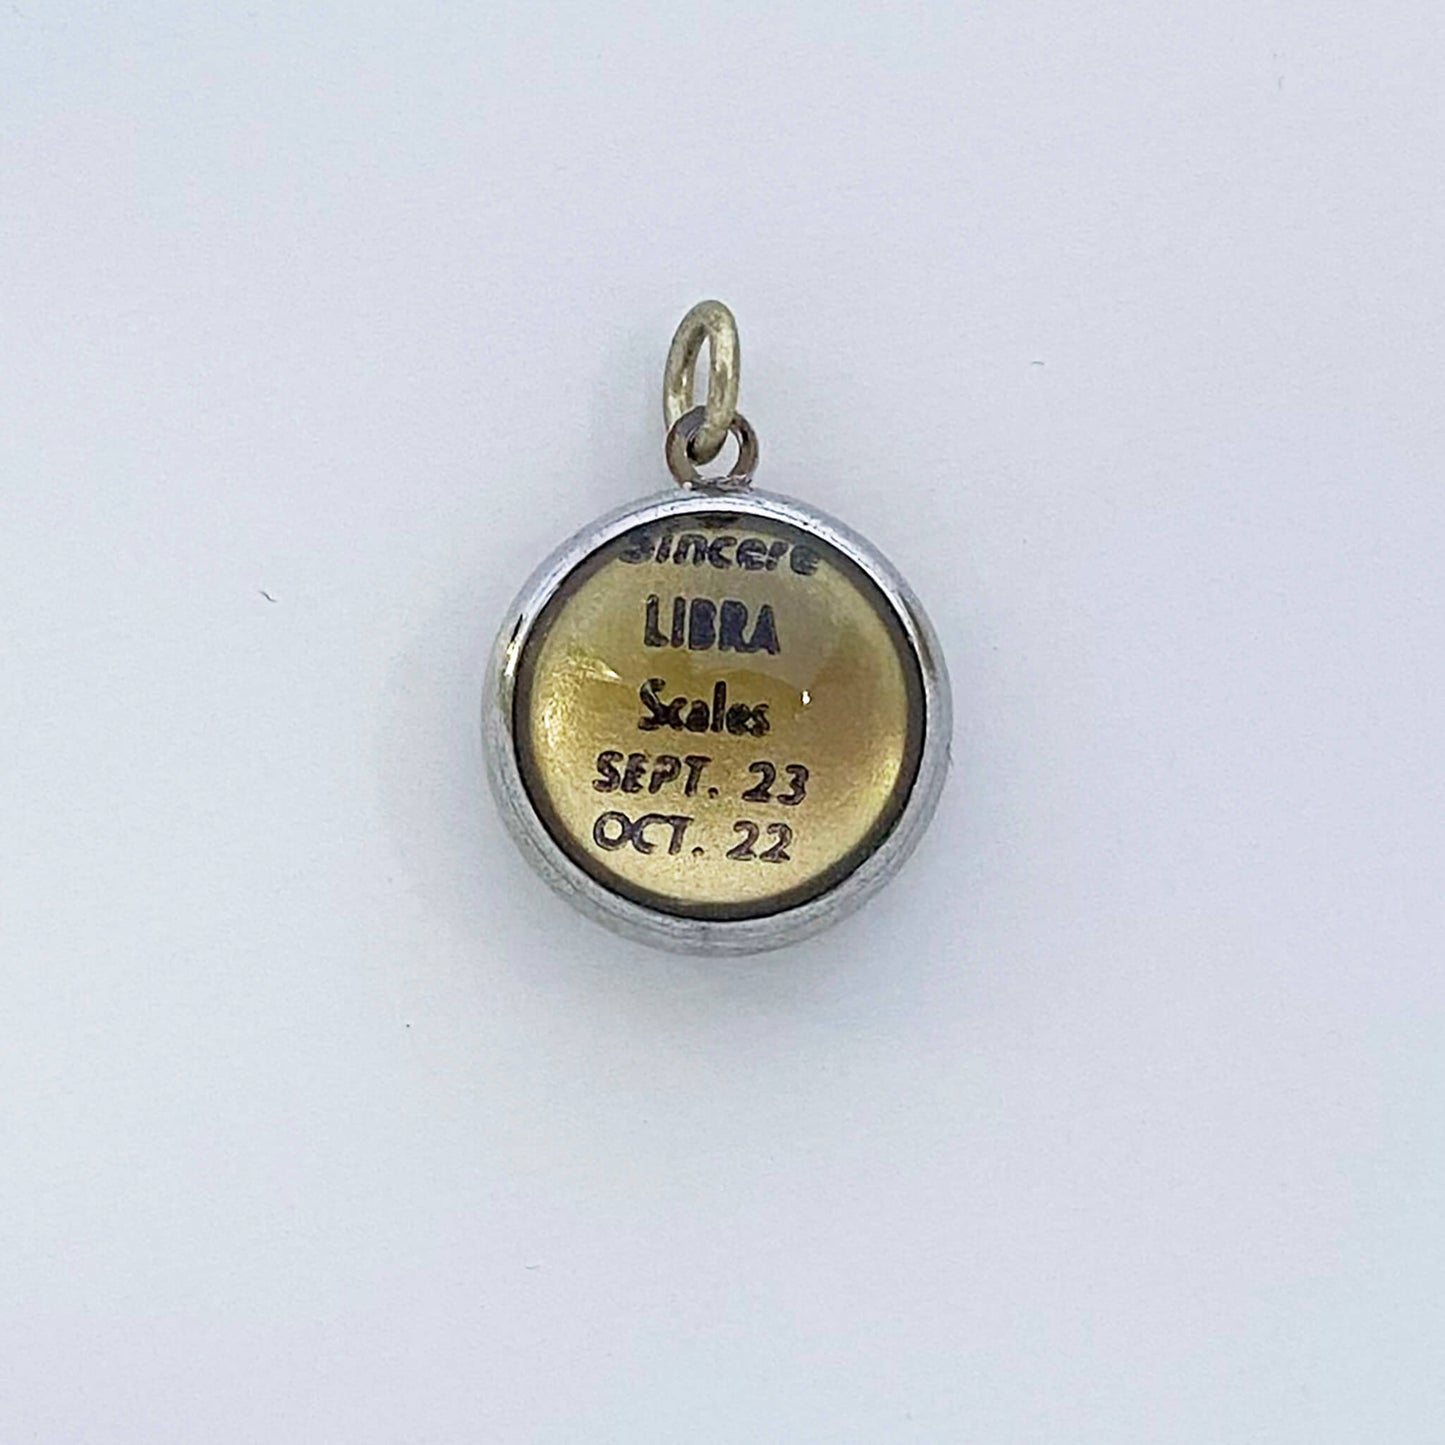 Sincere
LIBRA
Scales
SEPT. 23
OCT. 22